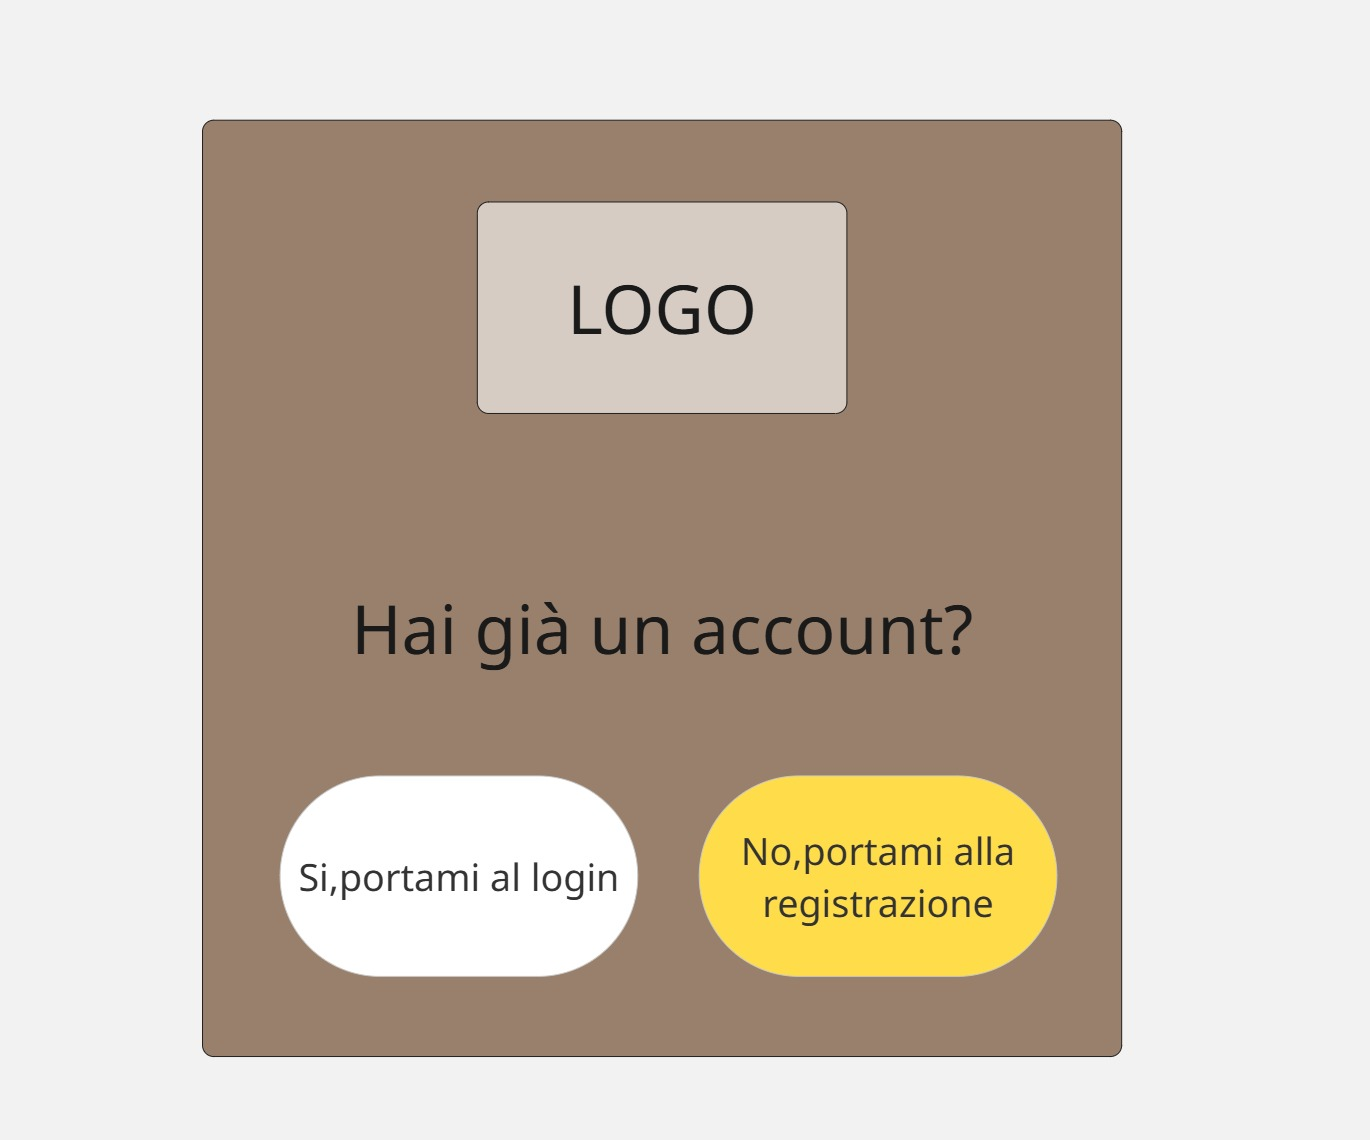 LOGO
Hai già un account?
Si,portami al login
No,portami alla
registrazione